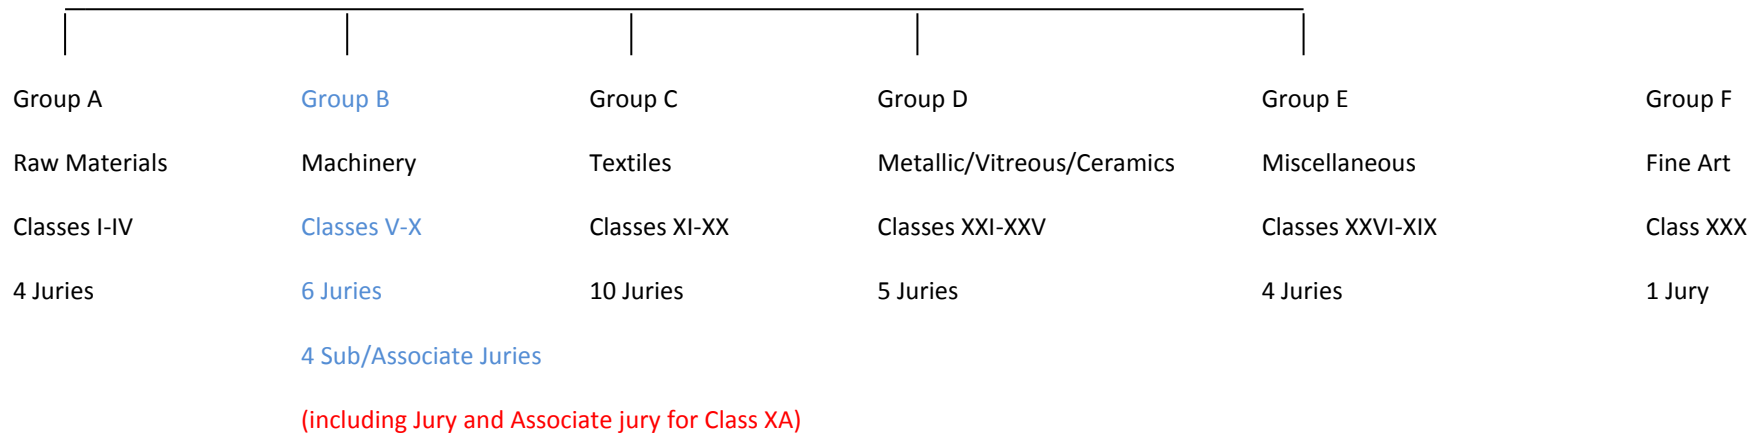 Group A Group B Group C Group D Group E Group F
Raw Materials Machinery Textiles Metallic/Vitreous/Ceramics Miscellaneous Fine Art
Classes I-IV Classes V-X Classes XI-XX Classes XXI-XXV Classes XXVI-XIX Class XXX
4 Juries 6 Juries 10 Juries 5 Juries 4 Juries 1 Jury
4 Sub/Associate Juries
(including Jury and Associate jury for Class XA)